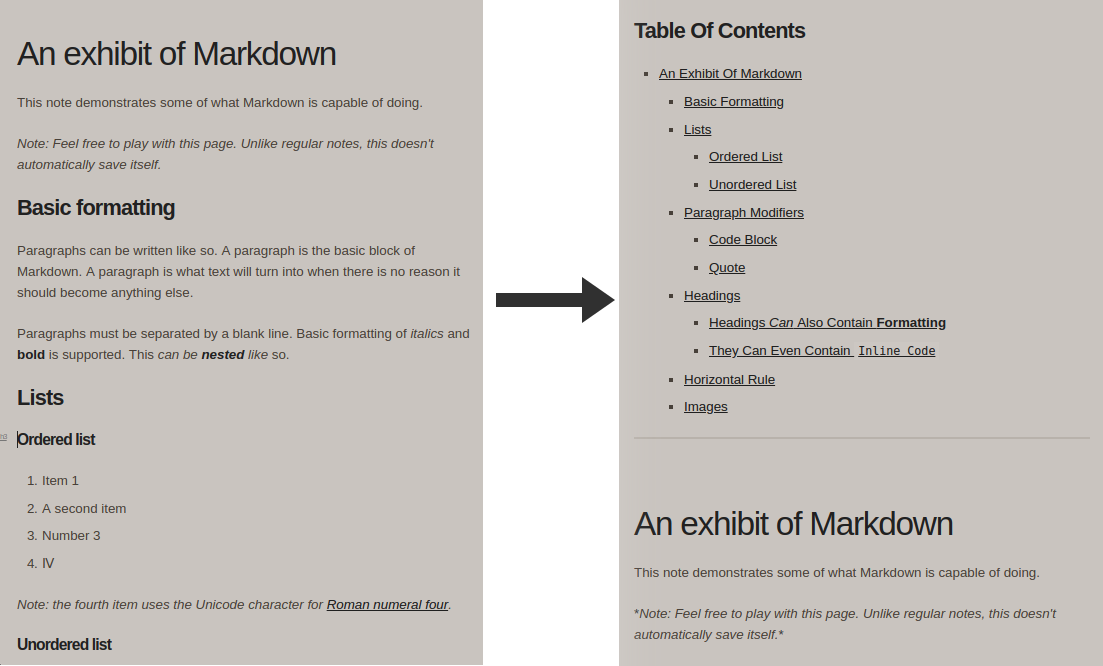 An exhibit of Markdown
This note demonstrates some of what Markdown is capable of doing.
Note: Feel free to play with this page. Unlike regular notes, this doesn't
automatically save itself.
Basic formatting
Paragraphs can be written like so. A paragraph is the basic block of
Markdown. A paragraph is what text will turn into when there is no reason it
should become anything else.
Paragraphs must be separated by a blank line. Basic formatting of italics and
bold is supported. This can be nested like so.
Lists
Ordered list
1. Item 1
2. A second item
3. Number 3
4. Ⅳ
Note: the fourth item uses the Unicode character for Roman numeral four.
Unordered list
Table Of Contents
An Exhibit Of Markdown
Basic Formatting
Lists
Ordered List
Unordered List
Paragraph Modifiers
Code Block
Quote
Headings
Headings Can Also Contain Formatting
They Can Even Contain Inline Code
Horizontal Rule
Images
An exhibit of Markdown
This note demonstrates some of what Markdown is capable of doing.
*Note: Feel free to play with this page. Unlike regular notes, this doesn't
automatically save itself.*